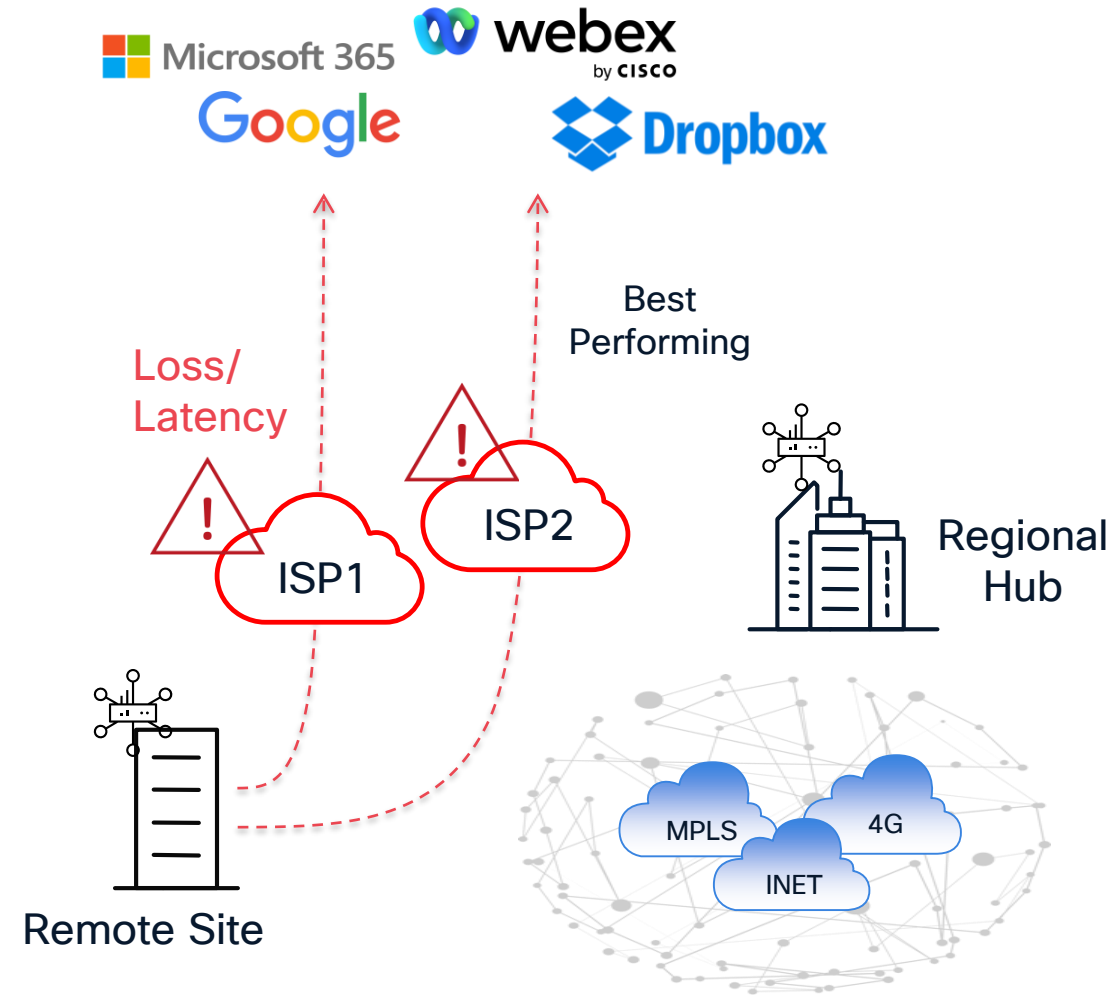 Microsoft 365
webex
by CISCO
Google
Dropbox
Best
Performing
Loss/
Latency
!
!
ISP2
ISP1
Regional
Hub
MPLS
4G
INET
Remote Site